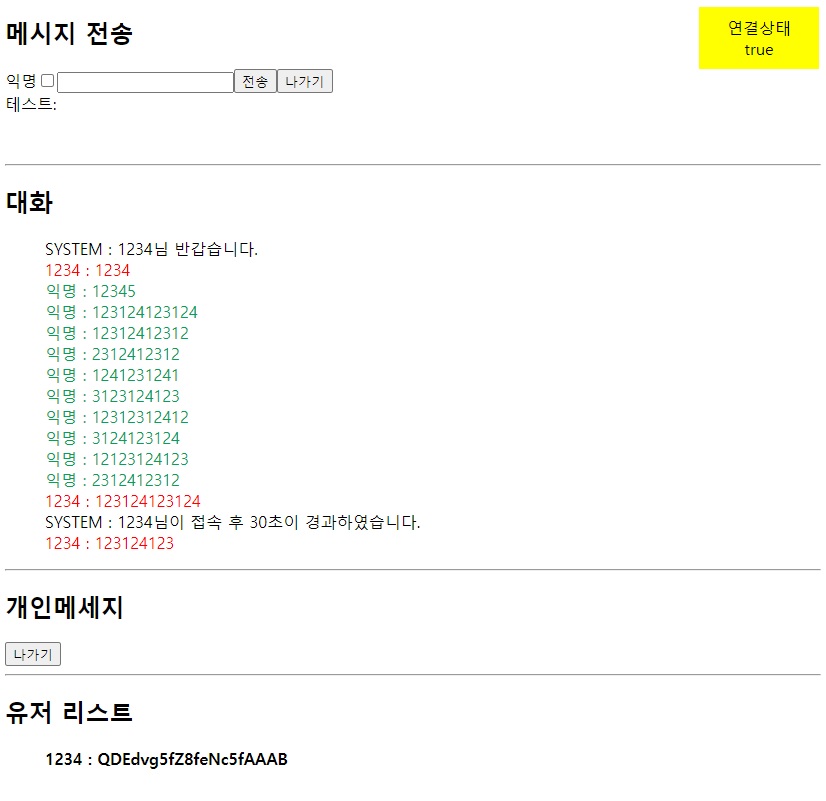 메시지 전송
연결상태
true
익명 전송 나가기
테스트:
대화
SYSTEM : 1234님 반갑습니다.
1234 : 1234
익명 : 12345
익명 : 123124123124
익명 : 12312412312
익명 : 2312412312
익명 : 1241231241
익명 : 3123124123
익명 : 12312312412
익명 : 3124123124
익명 : 12123124123
익명 : 2312412312
1234 : 123124123124
SYSTEM : 1234님이 접속 후 30초이 경과하였습니다.
1234 : 123124123
개인메세지
나가기
유저 리스트
1234 : QDEdvg5fZ8feNc5fAAAB